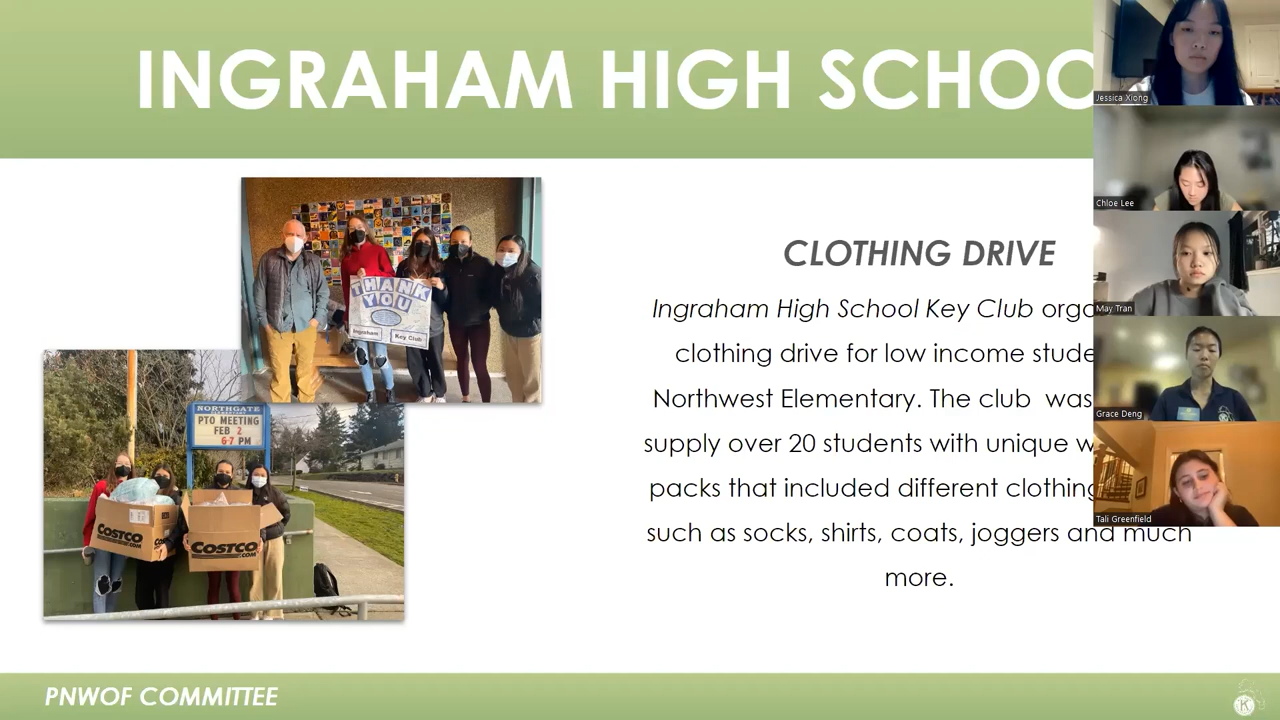 INGRAHAM HIGH SCHOO
Jessica Xiong
Chloe Lee
May Tran
Grace Deng
Tali Greenfield
THANK
YOU
Ingraham
Key Club
NORTHGATE
ELEMENTARY
PTO MEETING
FEB 2
6-7 PM
COSTCO
.COM
COSTCO
.COM
CLOTHING DRIVE
Ingraham High School Key Club orga
clothing drive for low income stude
Northwest Elementary. The club was
supply over 20 students with unique w
packs that included different clothing
such as socks, shirts, coats, joggers and much
more.
PNWOF COMMITTEE
K